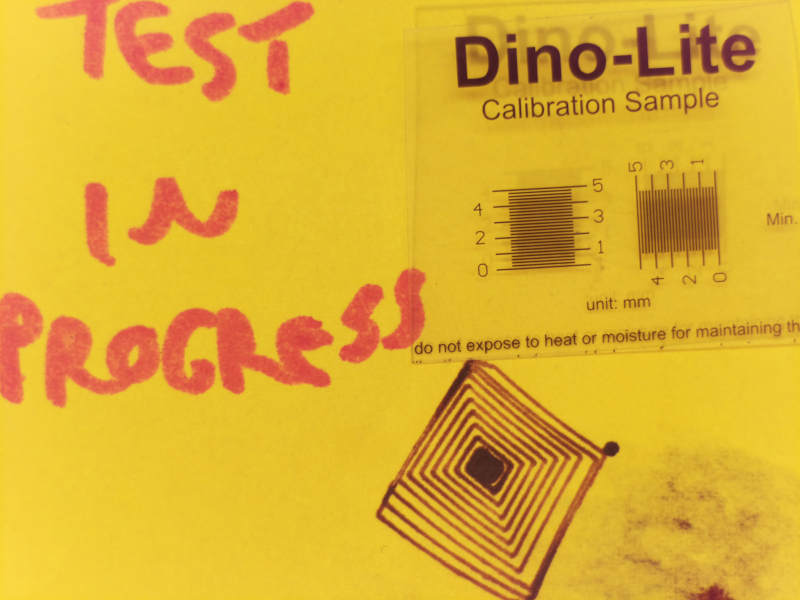 TEST
IN
PROGRESS
Dino-Lite
Calibration Sample
5
4
3
2
1
0
5 3 1
4 2 0
Min.
unit: mm
do not expose to heat or moisture for maintaining th